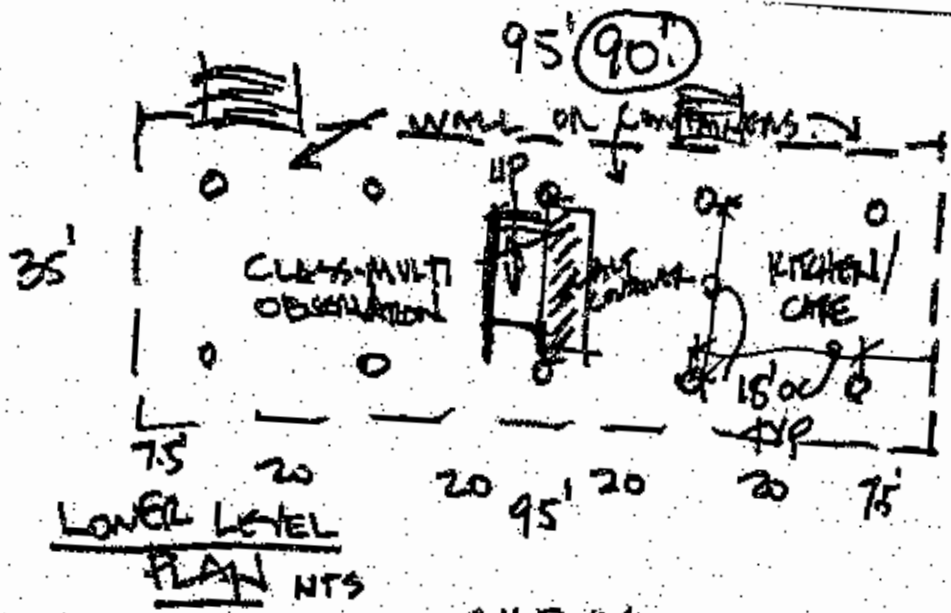 95' 90'
WALL OR CONTAINERS
UP
35'
CLASS-MULTI
OBSERVATION
KITCHEN/
CAFE
18' OC
TYP
7.5' 20 20 95' 20 20 7.5'
LOWER LEVEL
PLAN NTS